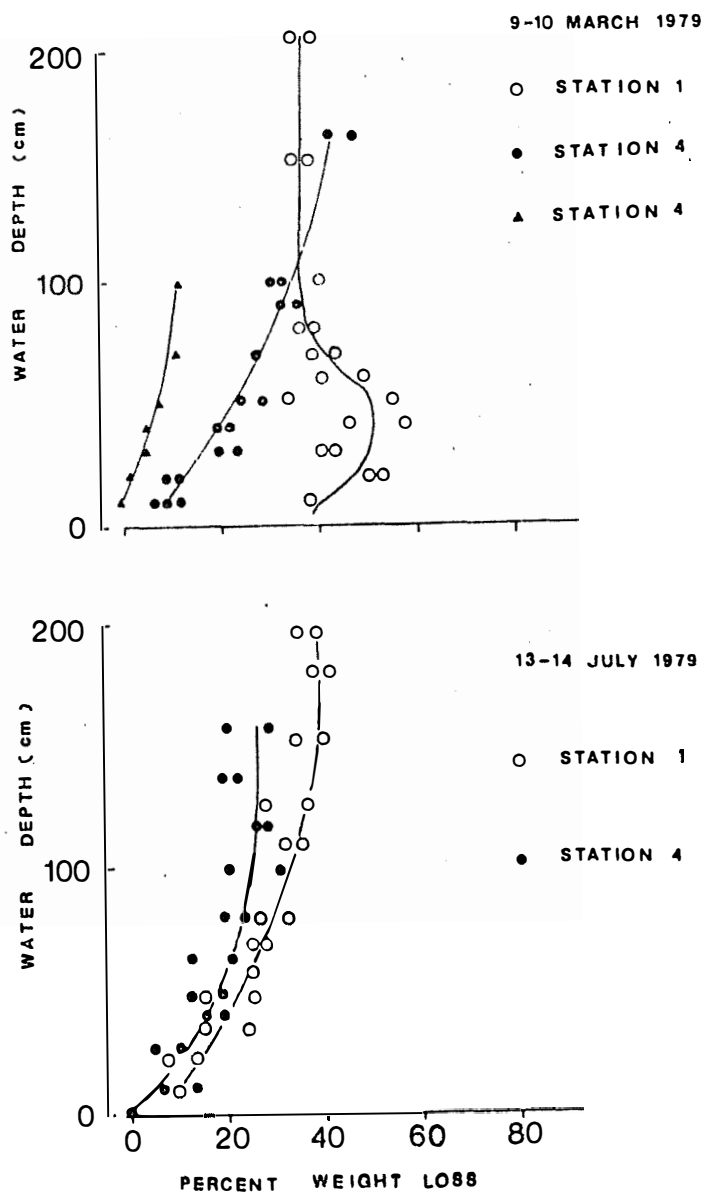 9-10 MARCH 1979
200
STATION 1
STATION 4
STATION 4
WATER DEPTH (cm)
100
0
200
13-14 JULY 1979
STATION 1
STATION 4
WATER DEPTH (cm)
100
0
0 20 40 60 80
PERCENT WEIGHT LOSS